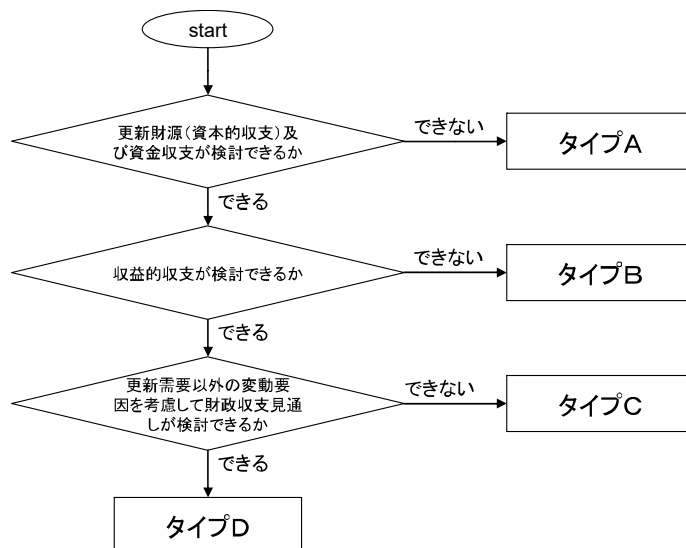 start
更新財源（資本的収支）及
び資金収支が検討できるか
できない
タイプA
できる
収益的収支が検討できるか
できない
タイプB
できる
更新需要以外の変動要
因を考慮して財政収支見通
しが検討できるか
できない
タイプC
できる
タイプD